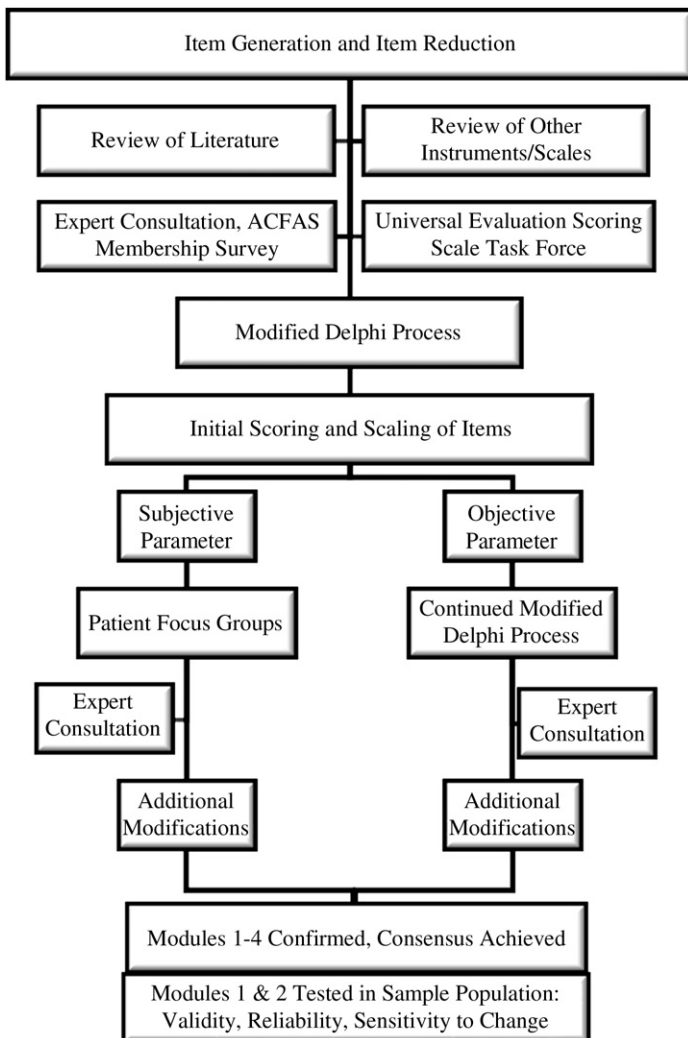 Item Generation and Item Reduction
Review of Literature
Review of Other
Instruments/Scales
Expert Consultation, ACFAS
Membership Survey
Universal Evaluation Scoring
Scale Task Force
Modified Delphi Process
Initial Scoring and Scaling of Items
Subjective
Parameter
Objective
Parameter
Patient Focus Groups
Continued Modified
Delphi Process
Expert
Consultation
Expert
Consultation
Additional
Modifications
Additional
Modifications
Modules 1-4 Confirmed, Consensus Achieved
Modules 1 & 2 Tested in Sample Population:
Validity, Reliability, Sensitivity to Change